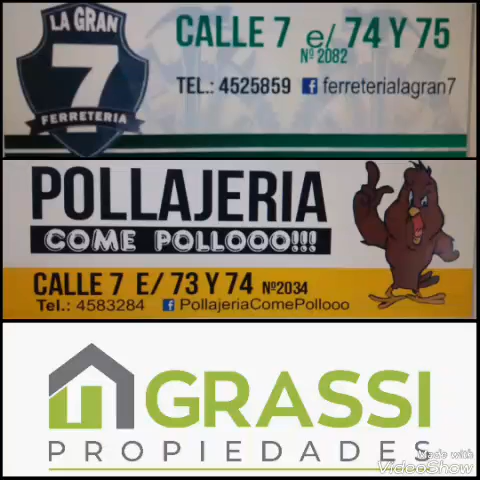 LA GRAN
7
FERRETERIA
CALLE 7 e/ 74 Y 75
Nº 2082
TEL.: 4525859 f ferreterialagran7
POLLAJERIA
COME POLLOOO!!!
CALLE 7 E/ 73 Y 74 Nº2034
Tel.: 4583284 f PollajeriaComePollooo
GRASSI
PROPIEDADES
Made with
VideoShow